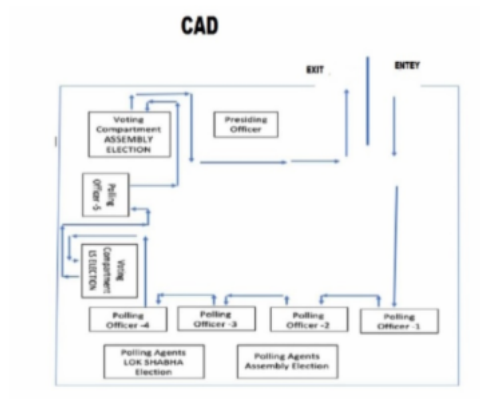 CAD
EXIT
ENTEY
Voting
Compartment
ASSEMBLY
ELECTION
Presiding
Officer
Polling
Officer -5
Voting
Compartment
LS ELECTION
Polling
Officer -4
Polling
Officer -3
Polling
Officer -2
Polling
Officer -1
Polling Agents
LOK SHABHA
Election
Polling Agents
Assembly Election